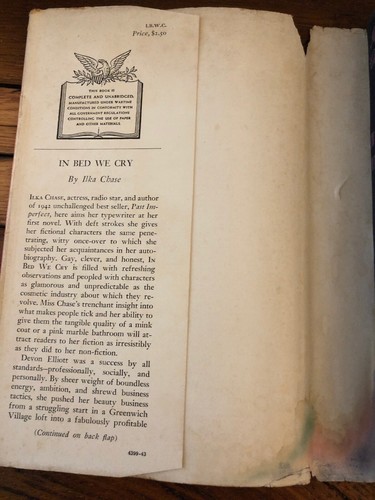 I.B.W.C.
Price, $2.50
THIS BOOK IS
COMPLETE AND UNABRIDGED,
MANUFACTURED UNDER WARTIME
CONDITIONS IN CONFORMITY WITH
ALL GOVERNMENT REGULATIONS
CONTROLLING THE USE OF PAPER
AND OTHER MATERIALS.
IN BED WE CRY
By Ilka Chase
ILKA CHASE, actress, radio star, and author
of 1942 unchallenged best seller, Past Im-
perfect, here aims her typewriter at her
first novel. With deft strokes she gives
her fictional characters the same pene-
trating, witty once-over to which she
subjected her acquaintances in her auto-
biography. Gay, clever, and honest, IN
BED WE CRY is filled with refreshing
observations and peopled with characters
as glamorous and unpredictable as the
cosmetic industry about which they re-
volve. Miss Chase's trenchant insight into
what makes people tick and her ability to
give them the tangible quality of a mink
coat or a pink marble bathroom will at-
tract readers to her fiction as irresistibly
as they did to her non-fiction.
Devon Elliott was a success by all
standards—professionally, socially, and
personally. By sheer weight of boundless
energy, ambition, and shrewd business
tactics, she pushed her beauty business
from a struggling start in a Greenwich
Village loft into a fabulously profitable
(Continued on back flap)
4200-43